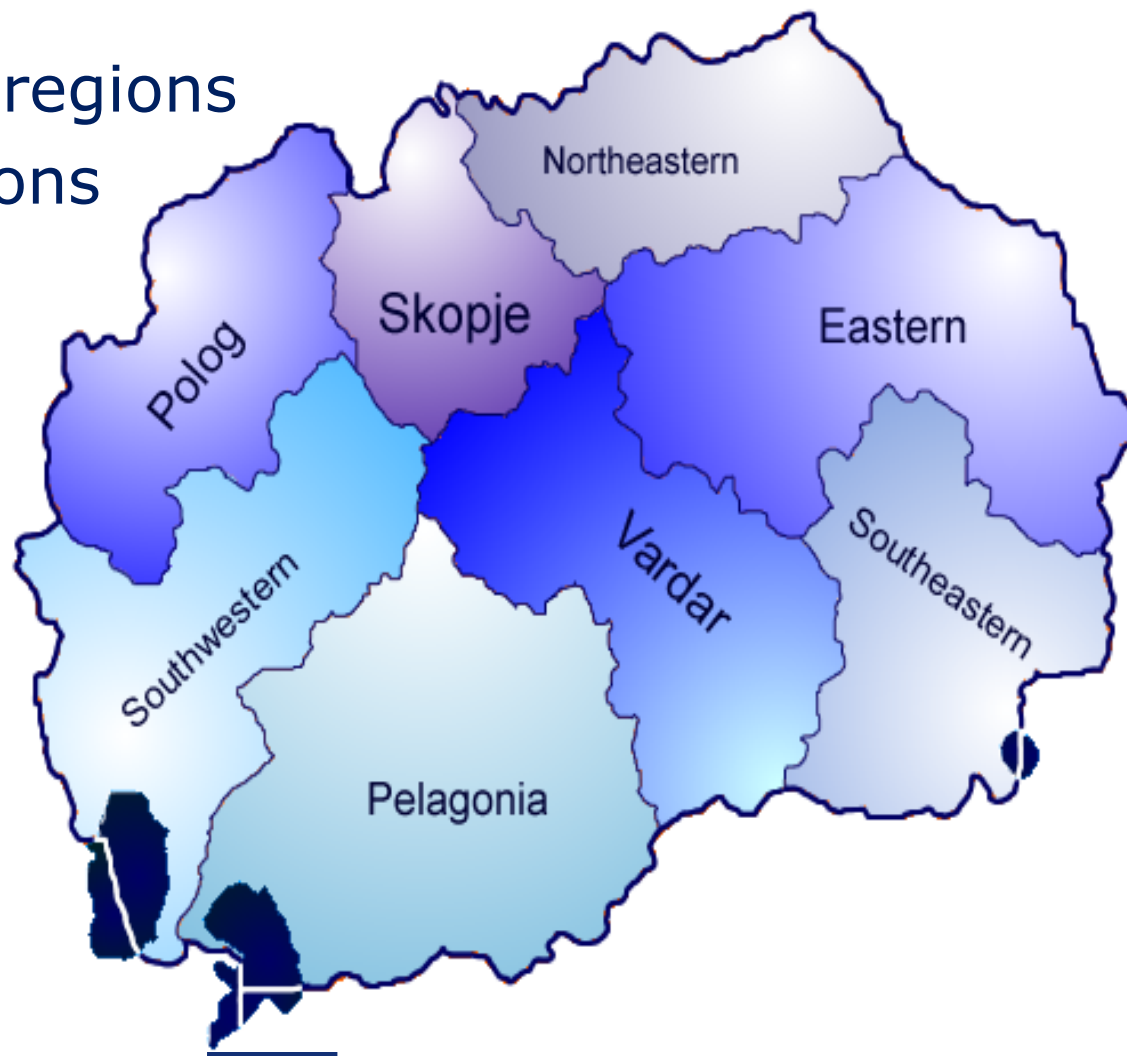 regions
ons
Northeastern
Skopje
Eastern
Polog
Vardar
Southeastern
Southwestern
Pelagonia